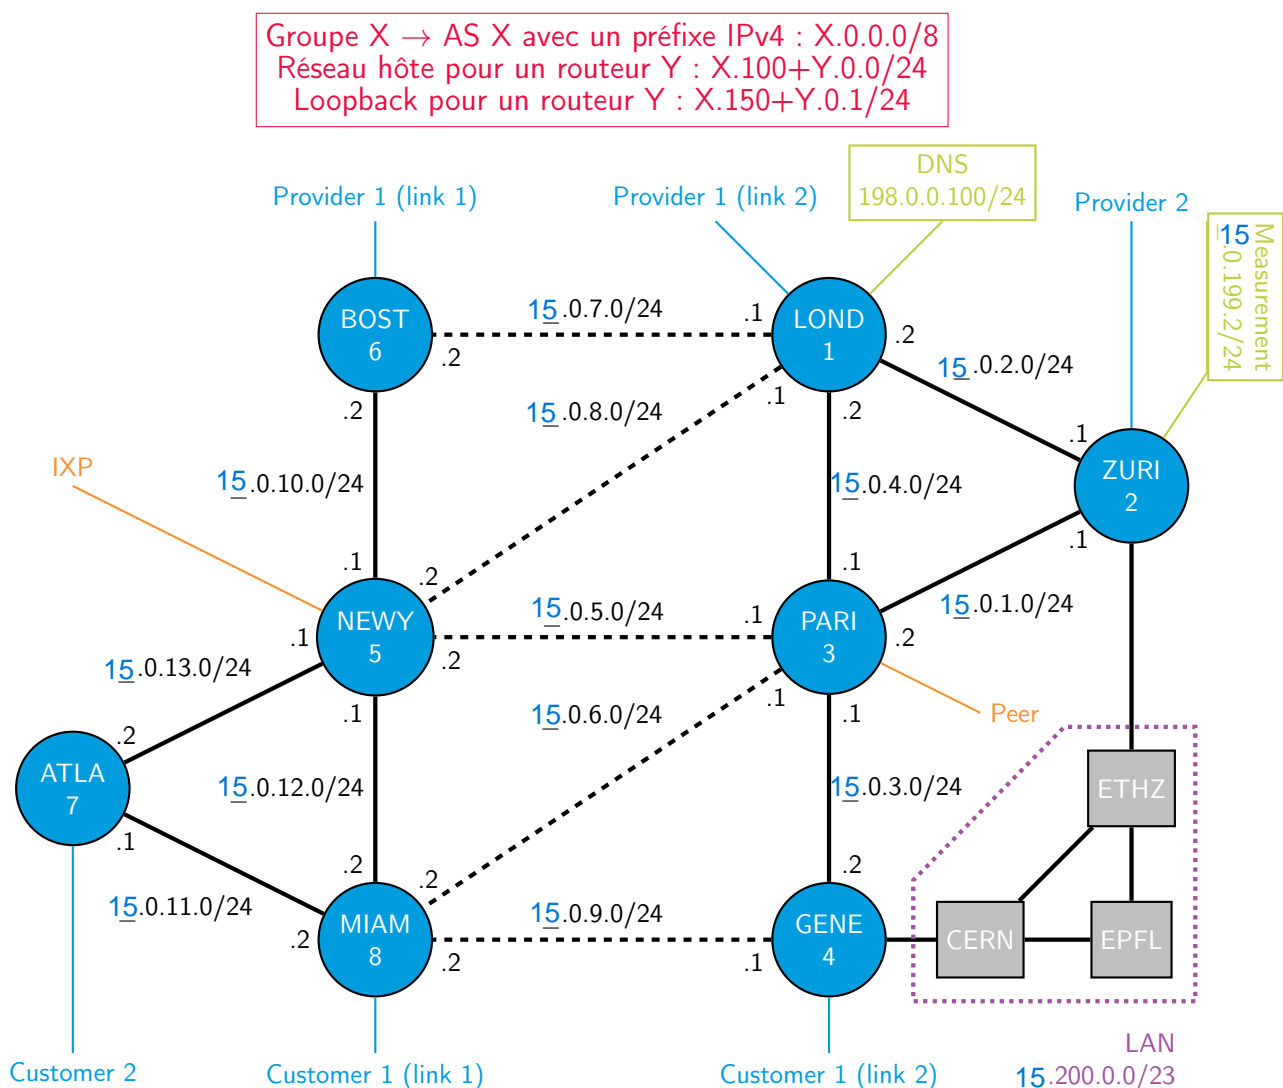 Groupe X → AS X avec un préfixe IPv4 : X.0.0.0/8
Réseau hôte pour un routeur Y : X.100+Y.0.0/24
Loopback pour un routeur Y : X.150+Y.0.1/24
DNS
198.0.0.100/24
Provider 1 (link 1)
Provider 1 (link 2)
Provider 2
Measurement
15.0.199.2/24
BOST
6
.2
15.0.7.0/24
.1
LOND
1
.2
15.0.2.0/24
.2
15.0.8.0/24
.1
.2
.1
IXP
15.0.10.0/24
15.0.4.0/24
ZURI
2
.1
.1
.2
.1
NEWY
5
.1
.2
15.0.5.0/24
.1
PARI
3
.2
15.0.1.0/24
15.0.13.0/24
.2
.1
15.0.6.0/24
.1
.1
Peer
ATLA
7
.1
15.0.12.0/24
15.0.3.0/24
ETHZ
15.0.11.0/24
.2
.2
.2
MIAM
8
.2
15.0.9.0/24
.1
.2
GENE
4
CERN
EPFL
LAN
15.200.0.0/23
Customer 2
Customer 1 (link 1)
Customer 1 (link 2)